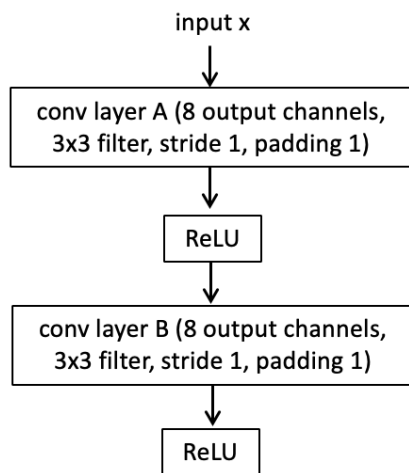 input x
conv layer A (8 output channels,
3x3 filter, stride 1, padding 1)
ReLU
conv layer B (8 output channels,
3x3 filter, stride 1, padding 1)
ReLU